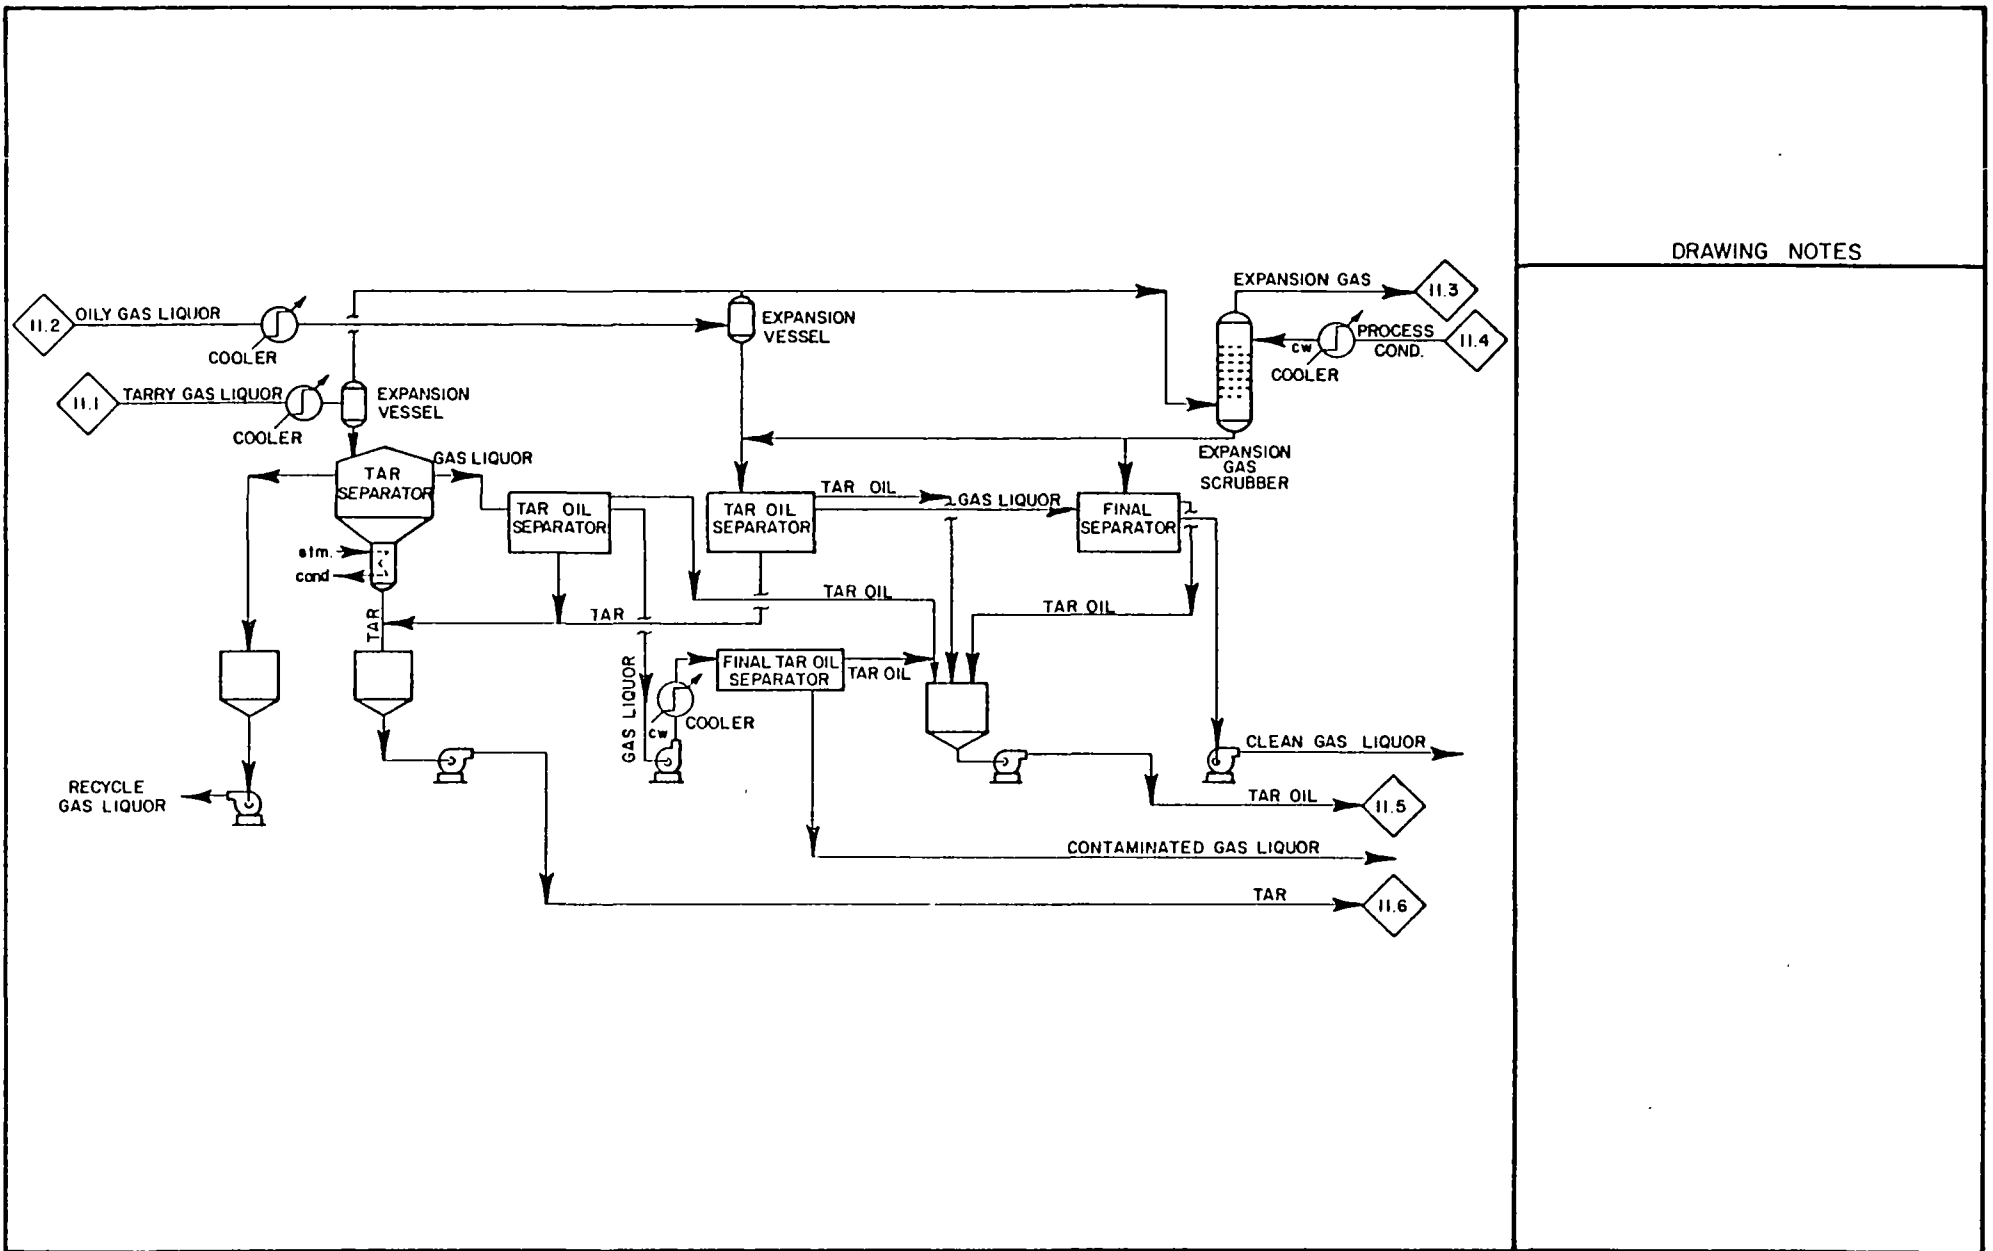 DRAWING NOTES
EXPANSION GAS
11.3
11.2
OILY GAS LIQUOR
COOLER
EXPANSION
VESSEL
PROCESS
COND.
11.4
cw
COOLER
11.1
TARRY GAS LIQUOR
COOLER
EXPANSION
VESSEL
EXPANSION
GAS
SCRUBBER
TAR
SEPARATOR
GAS LIQUOR
TAR OIL
SEPARATOR
TAR OIL
SEPARATOR
TAR OIL
GAS LIQUOR
FINAL
SEPARATOR
stm.
cond
TAR
TAR
TAR OIL
TAR OIL
GAS LIQUOR
FINAL TAR OIL
SEPARATOR
TAR OIL
cw
COOLER
CLEAN GAS LIQUOR
RECYCLE
GAS LIQUOR
TAR OIL
11.5
CONTAMINATED GAS LIQUOR
TAR
11.6